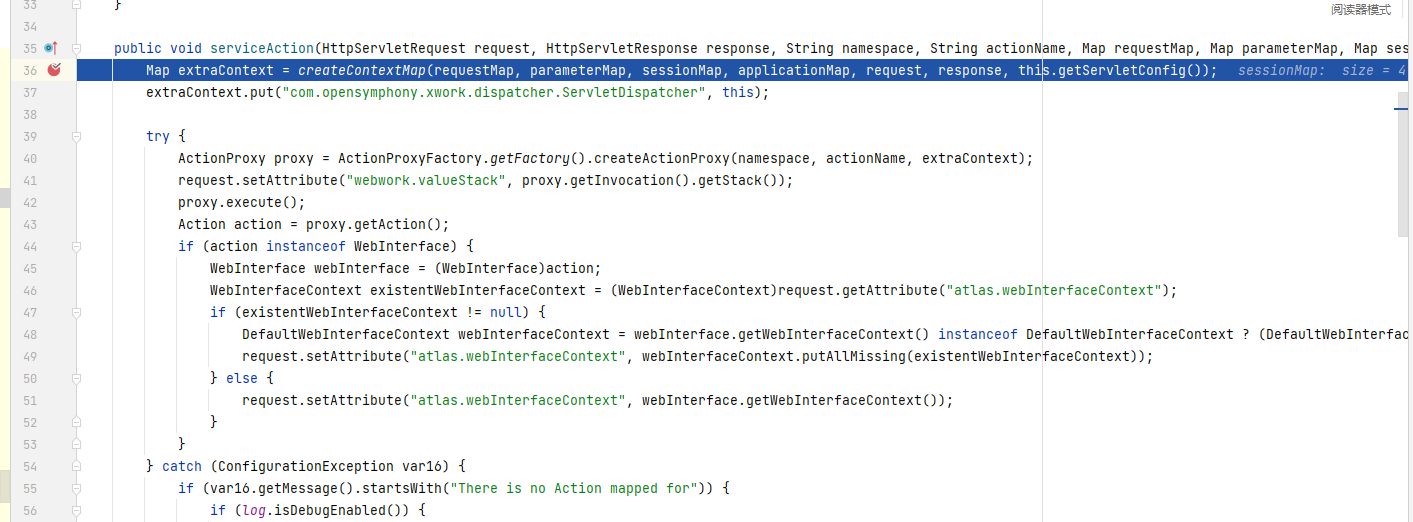 33 }
阅读器模式
34
35 public void serviceAction(HttpServletRequest request, HttpServletResponse response, String namespace, String actionName, Map requestMap, Map parameterMap, Map ses
36 Map extraContext = createContextMap(requestMap, parameterMap, sessionMap, applicationMap, request, response, this.getServletConfig()); sessionMap: size = 4
37 extraContext.put("com.opensymphony.xwork.dispatcher.ServletDispatcher", this);
38
39 try {
40 ActionProxy proxy = ActionProxyFactory.getFactory().createActionProxy(namespace, actionName, extraContext);
41 request.setAttribute("webwork.valueStack", proxy.getInvocation().getStack());
42 proxy.execute();
43 Action action = proxy.getAction();
44 if (action instanceof WebInterface) {
45 WebInterface webInterface = (WebInterface)action;
46 WebInterfaceContext existentWebInterfaceContext = (WebInterfaceContext)request.getAttribute("atlas.webInterfaceContext");
47 if (existentWebInterfaceContext != null) {
48 DefaultWebInterfaceContext webInterfaceContext = webInterface.getWebInterfaceContext() instanceof DefaultWebInterfaceContext ? (DefaultWebInterfac
49 request.setAttribute("atlas.webInterfaceContext", webInterfaceContext.putAllMissing(existentWebInterfaceContext));
50 } else {
51 request.setAttribute("atlas.webInterfaceContext", webInterface.getWebInterfaceContext());
52 }
53 }
54 } catch (ConfigurationException var16) {
55 if (var16.getMessage().startsWith("There is no Action mapped for")) {
56 if (log.isDebugEnabled()) {